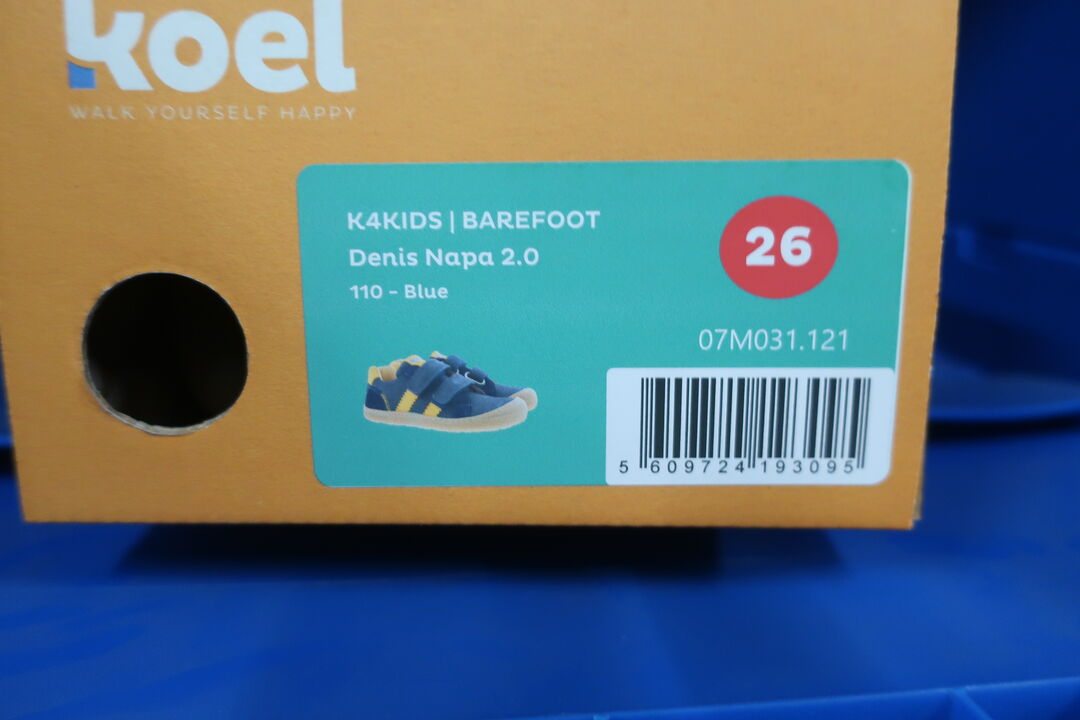 koel
WALK YOURSELF HAPPY
K4KIDS | BAREFOOT
Denis Napa 2.0
110 - Blue
26
07M031.121
5 609724 193095